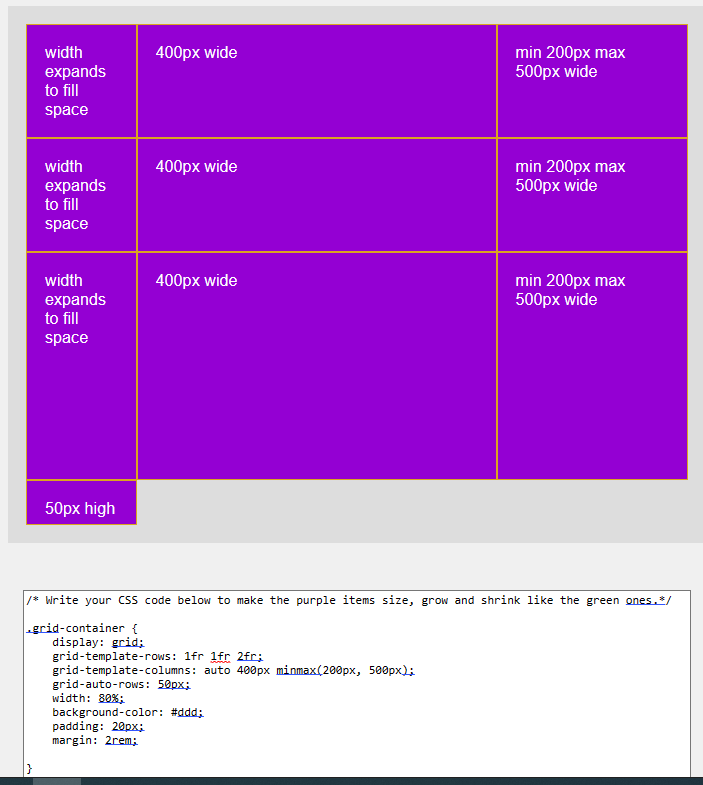 width expands to fill space
400px wide
min 200px max 500px wide
width expands to fill space
400px wide
min 200px max 500px wide
width expands to fill space
400px wide
min 200px max 500px wide
50px high
/* Write your CSS code below to make the purple items size, grow and shrink like the green ones.*/
.grid-container {
display: grid;
grid-template-rows: 1fr 1fr 2fr;
grid-template-columns: auto 400px minmax(200px, 500px);
grid-auto-rows: 50px;
width: 80%;
background-color: #ddd;
padding: 20px;
margin: 2rem;
}